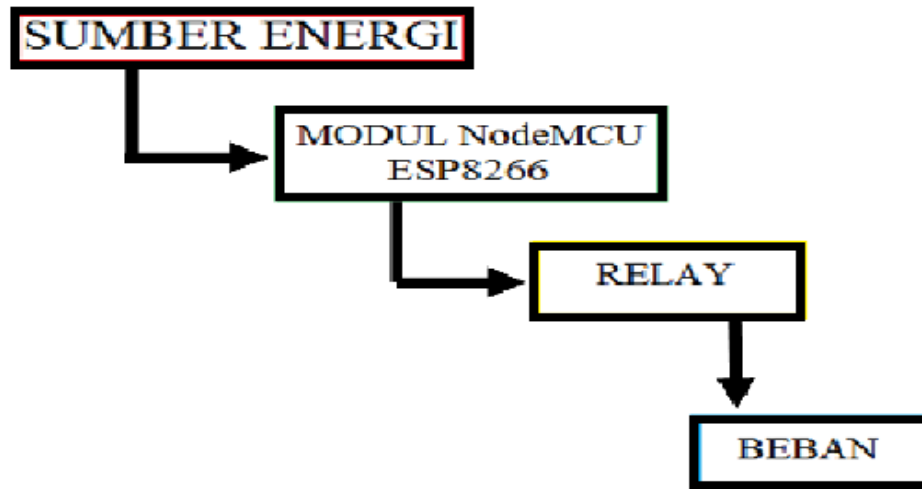 SUMBER ENERGI
MODUL NodeMCU
ESP8266
RELAY
BEBAN